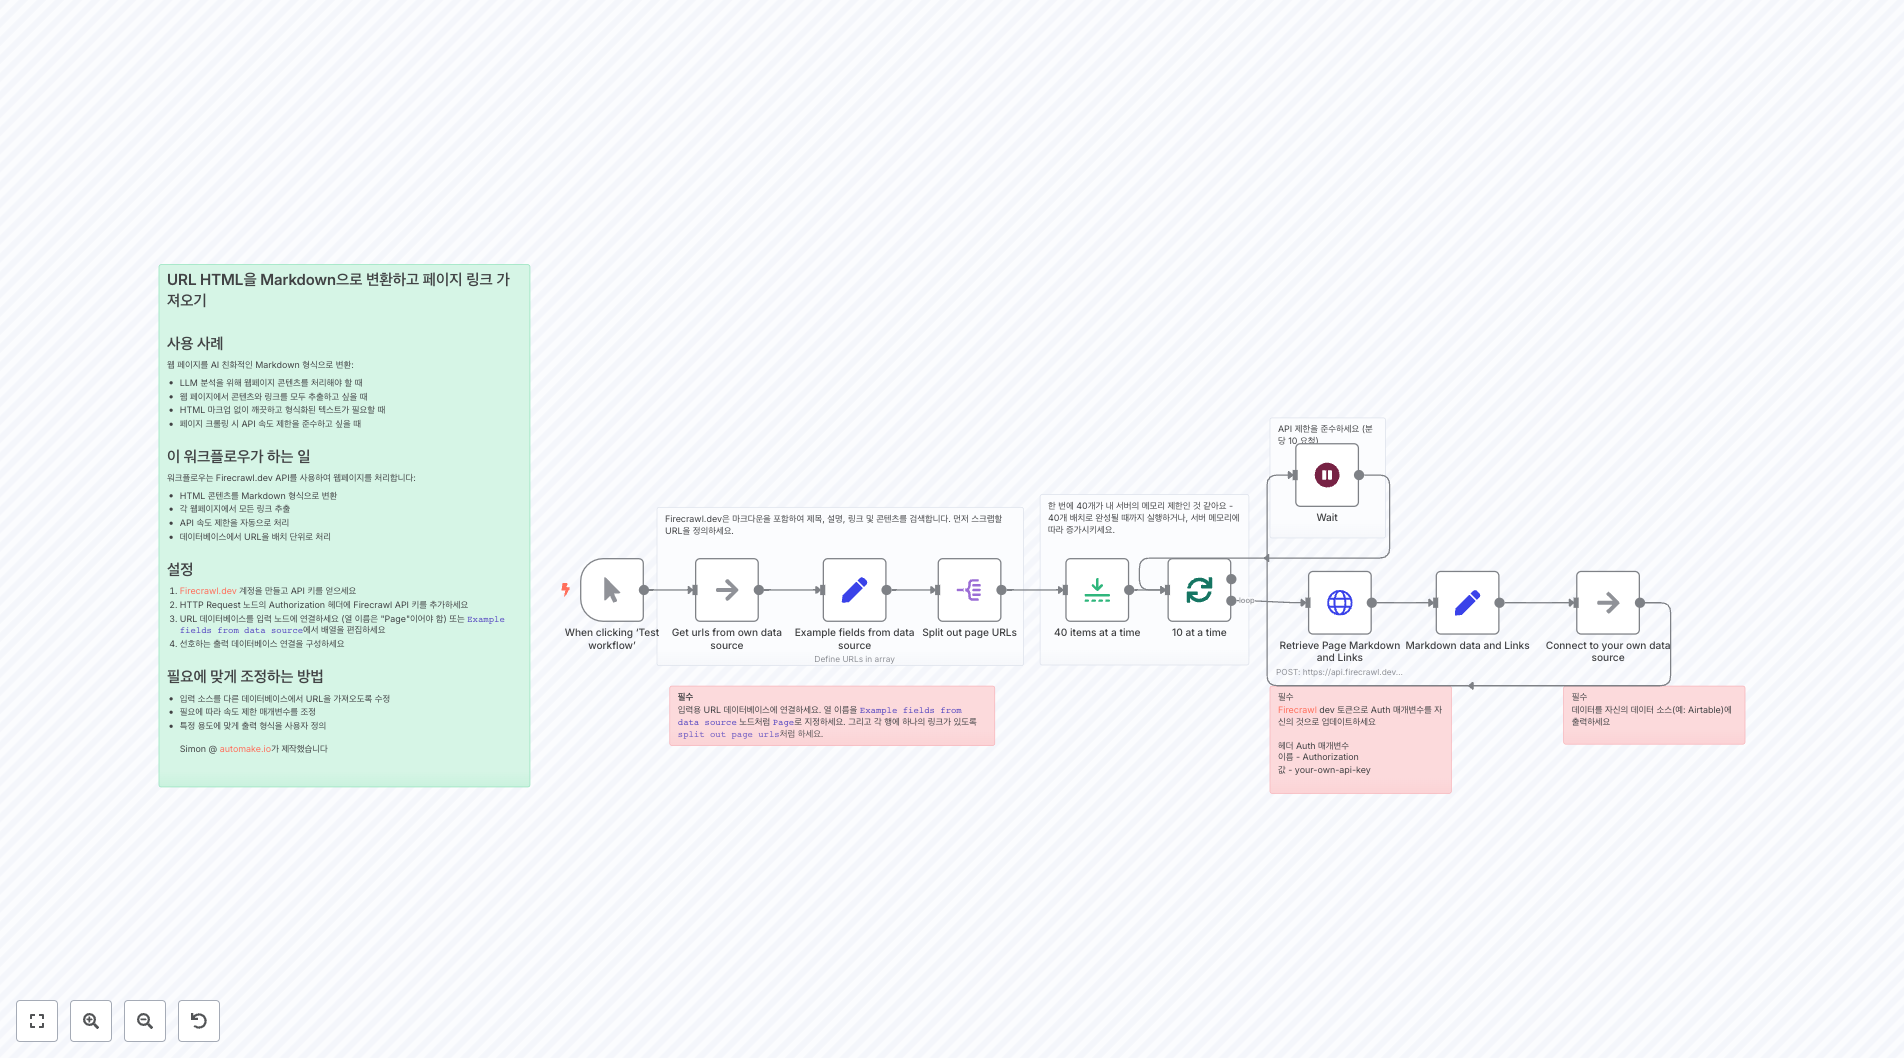 URL HTML을 Markdown으로 변환하고 페이지 링크 가
져오기
사용 사례
웹 페이지를 AI 친화적인 Markdown 형식으로 변환:
LLM 분석을 위해 웹페이지 콘텐츠를 처리해야 할 때
웹 페이지에서 콘텐츠와 링크를 모두 추출하고 싶을 때
HTML 마크업 없이 깨끗하고 형식화된 텍스트가 필요할 때
페이지 크롤링 시 API 속도 제한을 준수하고 싶을 때
이 워크플로우가 하는 일
워크플로우는 Firecrawl.dev API를 사용하여 웹페이지를 처리합니다:
HTML 콘텐츠를 Markdown 형식으로 변환
각 웹페이지에서 모든 링크 추출
API 속도 제한을 자동으로 처리
데이터베이스에서 URL을 배치 단위로 처리
설정
1. Firecrawl.dev 계정을 만들고 API 키를 얻으세요
2. HTTP Request 노드의 Authorization 헤더에 Firecrawl API 키를 추가하세요
3. URL 데이터베이스를 입력 노드에 연결하세요 (열 이름은 "Page"이어야 함) 또는 Example
fields from data source에서 배열을 편집하세요
4. 선호하는 출력 데이터베이스 연결을 구성하세요
필요에 맞게 조정하는 방법
입력 소스를 다른 데이터베이스에서 URL을 가져오도록 수정
필요에 따라 속도 제한 매개변수를 조정
특정 용도에 맞게 출력 형식을 사용자 정의
Simon @ automake.io가 제작했습니다
Firecrawl.dev은 마크다운을 포함하여 제목, 설명, 링크 및 콘텐츠를 검색합니다. 먼저 스크랩할
URL을 정의하세요.
When clicking 'Test
workflow'
Get urls from own data
source
Example fields from data
source
Define URLs in array
Split out page URLs
필수
입력용 URL 데이터베이스에 연결하세요. 열 이름을 Example fields from
data source 노드처럼 Page로 지정하세요. 그리고 각 행에 하나의 링크가 있도록
split out page urls처럼 하세요.
한 번에 40개가 내 서버의 메모리 제한인 것 같아요 -
40개 배치로 완성될 때까지 실행하거나, 서버 메모리에
따라 증가시키세요.
40 items at a time
10 at a time
loop
API 제한을 준수하세요 (분
당 10 요청)
Wait
Retrieve Page Markdown
and Links
POST: https://api.firecrawl.dev...
Markdown data and Links
Connect to your own data
source
필수
Firecrawl dev 토큰으로 Auth 매개변수를 자
신의 것으로 업데이트하세요
헤더 Auth 매개변수
이름 - Authorization
값 - your-own-api-key
필수
데이터를 자신의 데이터 소스(예: Airtable)에
출력하세요